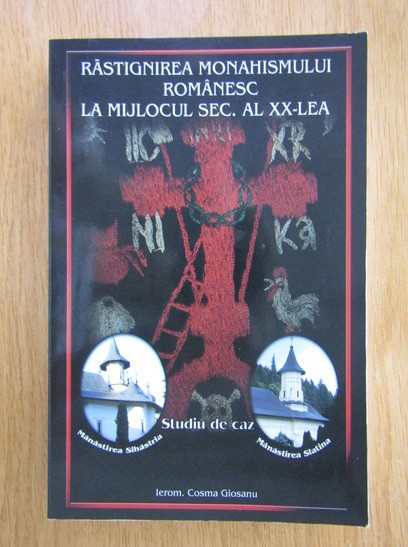 RĂSTIGNIREA MONAHISMULUI
ROMÂNESC
LA MIJLOCUL SEC. AL XX-LEA
IC XC
NI KA
Studiu de caz
Mănăstirea Sihăstria
Mănăstirea Slatina
Ierom. Cosma Giosanu